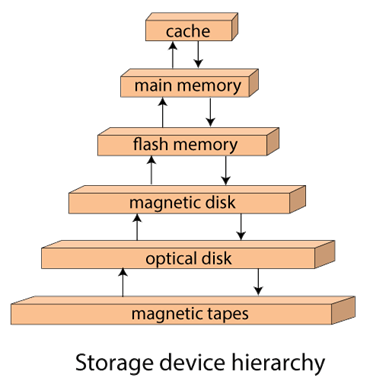 cache
main memory
flash memory
magnetic disk
optical disk
magnetic tapes
Storage device hierarchy